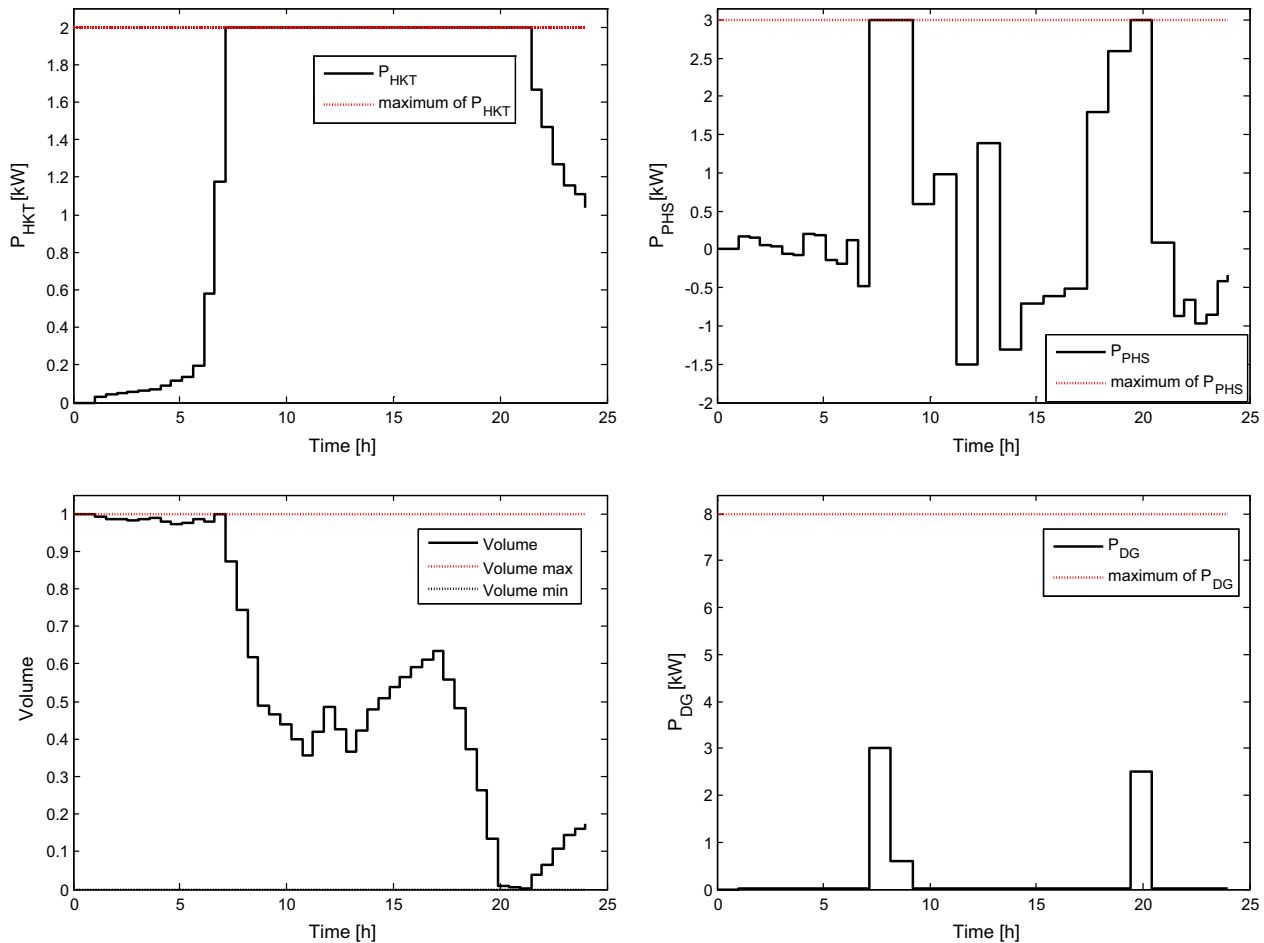 2
1.8
1.6
1.4
1.2
1
0.8
0.6
0.4
0.2
0
P_HKT [kW]
P_HKT
maximum of P_HKT
0 5 10 15 20 25
Time [h]
3
2.5
2
1.5
1
0.5
0
-0.5
-1
-1.5
-2
P_PHS [kW]
P_PHS
maximum of P_PHS
0 5 10 15 20 25
Time [h]
1
0.9
0.8
0.7
0.6
0.5
0.4
0.3
0.2
0.1
0
Volume
Volume
Volume max
Volume min
0 5 10 15 20 25
Time [h]
8
7
6
5
4
3
2
1
0
P_DG [kW]
P_DG
maximum of P_DG
0 5 10 15 20 25
Time [h]